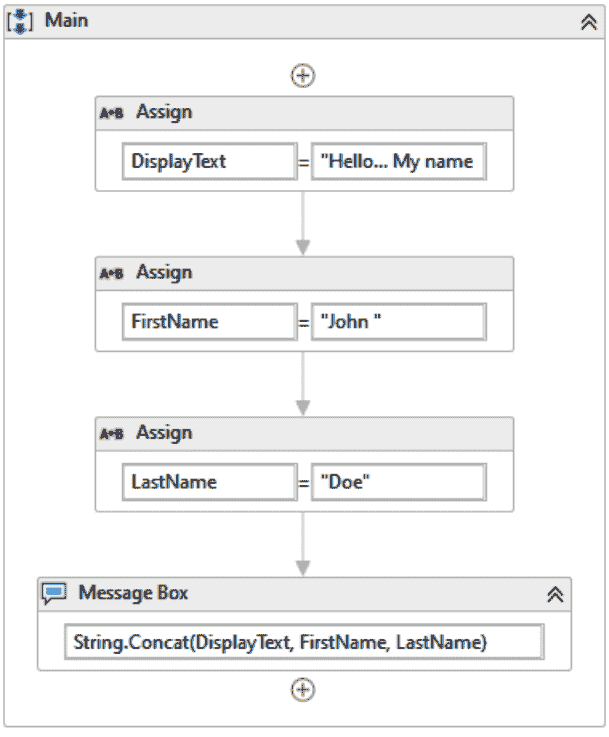 Main
A•B Assign
DisplayText = "Hello... My name
A•B Assign
FirstName = "John "
A•B Assign
LastName = "Doe"
Message Box
String.Concat(DisplayText, FirstName, LastName)